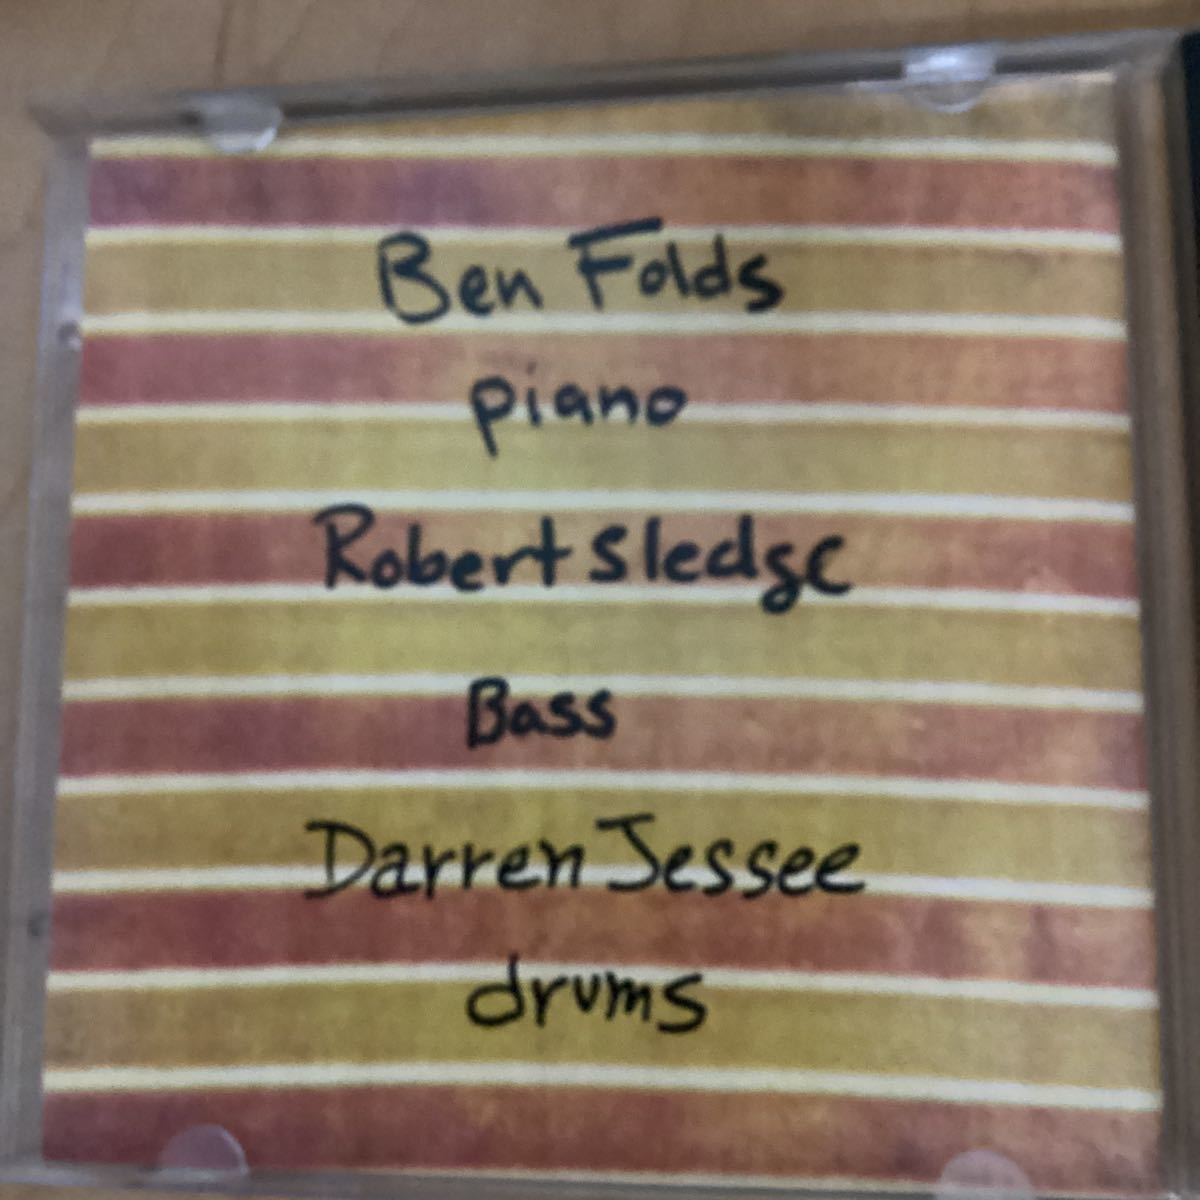 Ben Folds
piano
Robert Sledge
Bass
Darren Jessee
drums